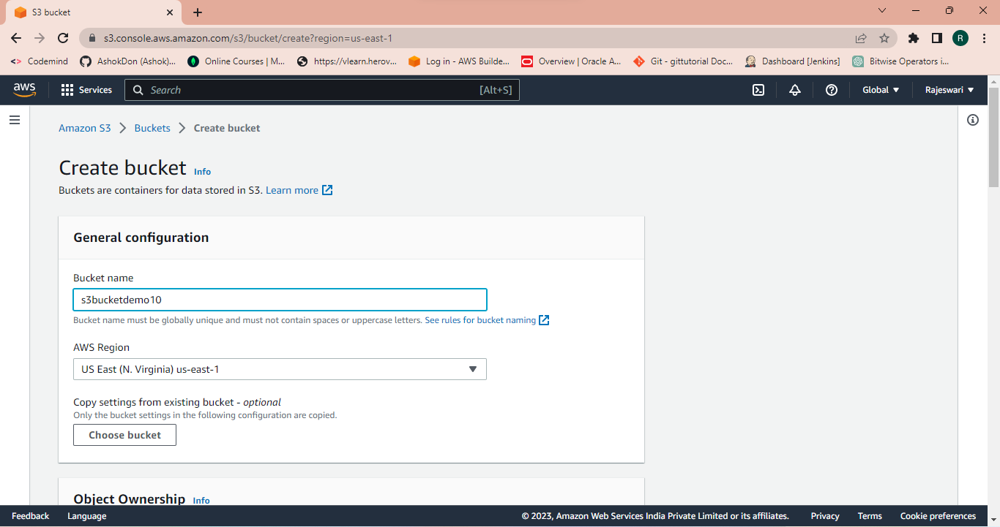 S3 bucket
s3.console.aws.amazon.com/s3/bucket/create?region=us-east-1
R
<> Codemind AshokDon (Ashok)... Online Courses | M... https://vlearn.herov... Log in - AWS Builde... Overview | Oracle A... Git - gittutorial Doc... Dashboard [Jenkins] Bitwise Operators i...
aws Services Search [Alt+S] Global Rajeswari
Amazon S3 > Buckets > Create bucket
Create bucket Info
Buckets are containers for data stored in S3. Learn more
General configuration
Bucket name
s3bucketdemo10
Bucket name must be globally unique and must not contain spaces or uppercase letters. See rules for bucket naming
AWS Region
US East (N. Virginia) us-east-1
Copy settings from existing bucket - optional
Only the bucket settings in the following configuration are copied.
Choose bucket
Object Ownership Info
Feedback Language © 2023, Amazon Web Services India Private Limited or its affiliates. Privacy Terms Cookie preferences